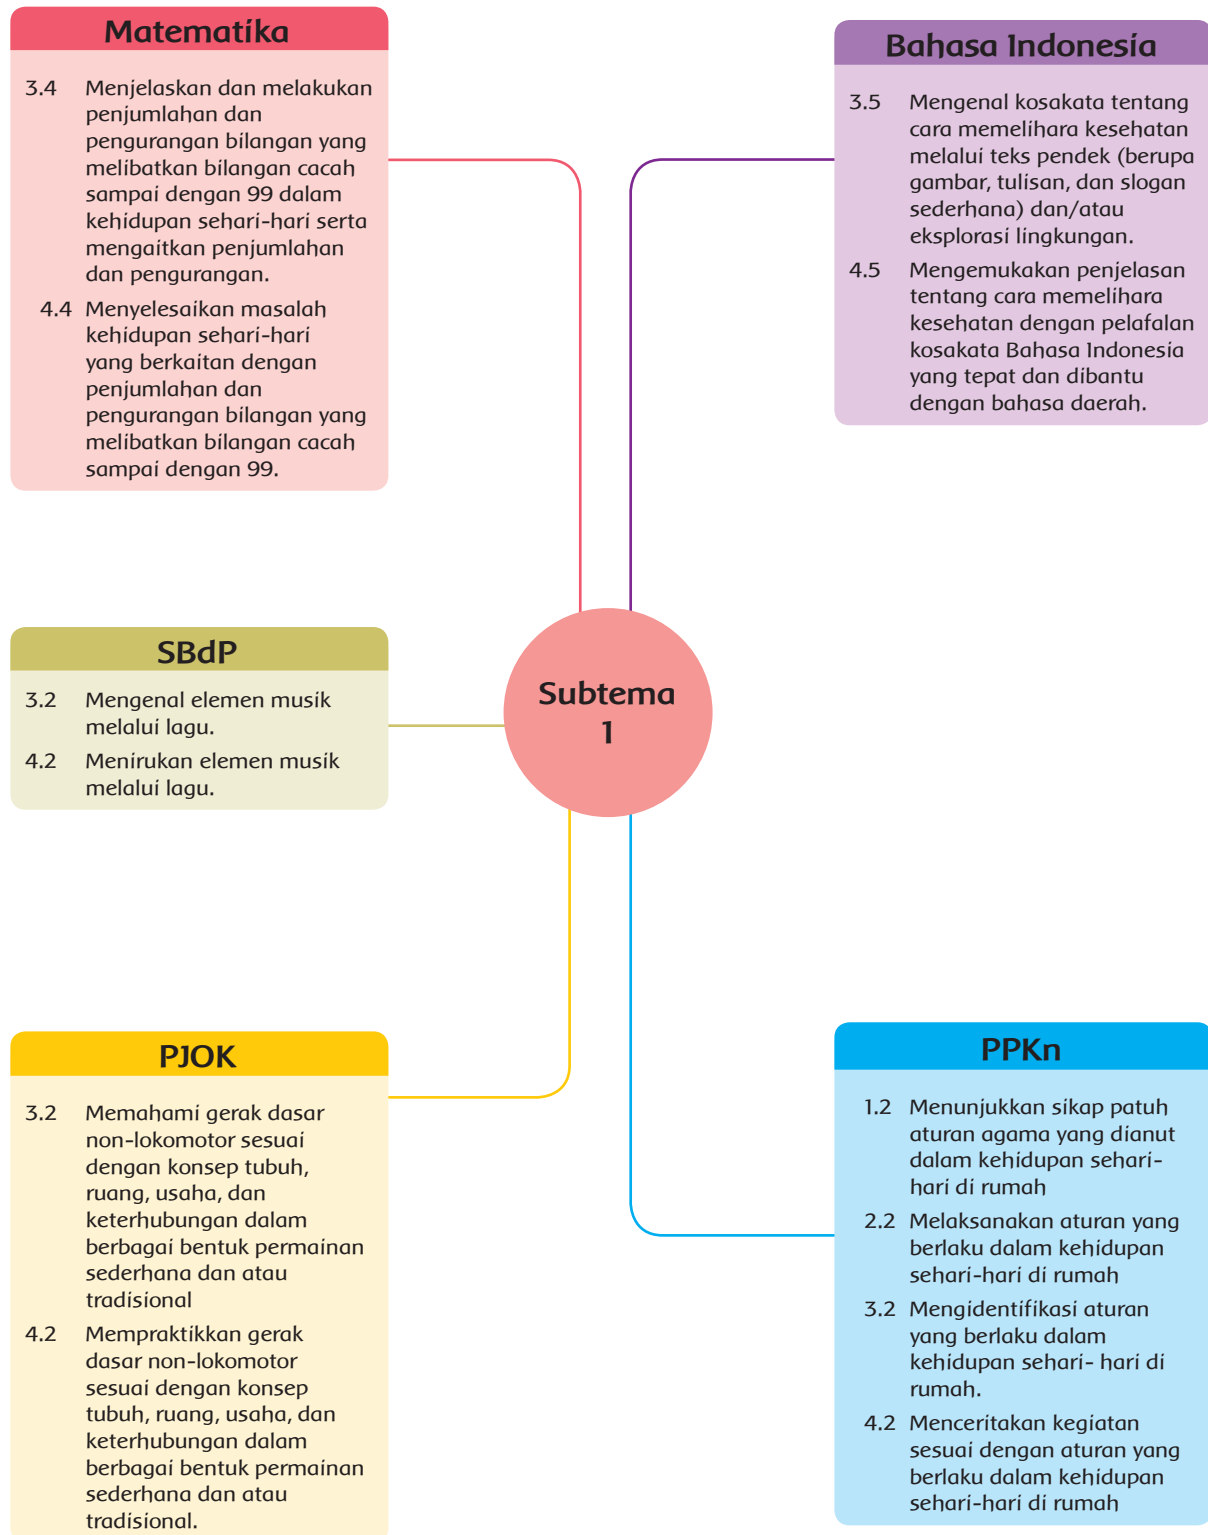 Matematika
3.4 Menjelaskan dan melakukan
penjumlahan dan
pengurangan bilangan yang
melibatkan bilangan cacah
sampai dengan 99 dalam
kehidupan sehari-hari serta
mengaitkan penjumlahan
dan pengurangan.
4.4 Menyelesaikan masalah
kehidupan sehari-hari
yang berkaitan dengan
penjumlahan dan
pengurangan bilangan yang
melibatkan bilangan cacah
sampai dengan 99.
Bahasa Indonesia
3.5 Mengenal kosakata tentang
cara memelihara kesehatan
melalui teks pendek (berupa
gambar, tulisan, dan slogan
sederhana) dan/atau
eksplorasi lingkungan.
4.5 Mengemukakan penjelasan
tentang cara memelihara
kesehatan dengan pelafalan
kosakata Bahasa Indonesia
yang tepat dan dibantu
dengan bahasa daerah.
SBdP
3.2 Mengenal elemen musik
melalui lagu.
4.2 Menirukan elemen musik
melalui lagu.
Subtema
1
PJOK
3.2 Memahami gerak dasar
non-lokomotor sesuai
dengan konsep tubuh,
ruang, usaha, dan
keterhubungan dalam
berbagai bentuk permainan
sederhana dan atau
tradisional
4.2 Mempraktikkan gerak
dasar non-lokomotor
sesuai dengan konsep
tubuh, ruang, usaha, dan
keterhubungan dalam
berbagai bentuk permainan
sederhana dan atau
tradisional.
PPKn
1.2 Menunjukkan sikap patuh
aturan agama yang dianut
dalam kehidupan sehari-
hari di rumah
2.2 Melaksanakan aturan yang
berlaku dalam kehidupan
sehari-hari di rumah
3.2 Mengidentifikasi aturan
yang berlaku dalam
kehidupan sehari- hari di
rumah.
4.2 Menceritakan kegiatan
sesuai dengan aturan yang
berlaku dalam kehidupan
sehari-hari di rumah